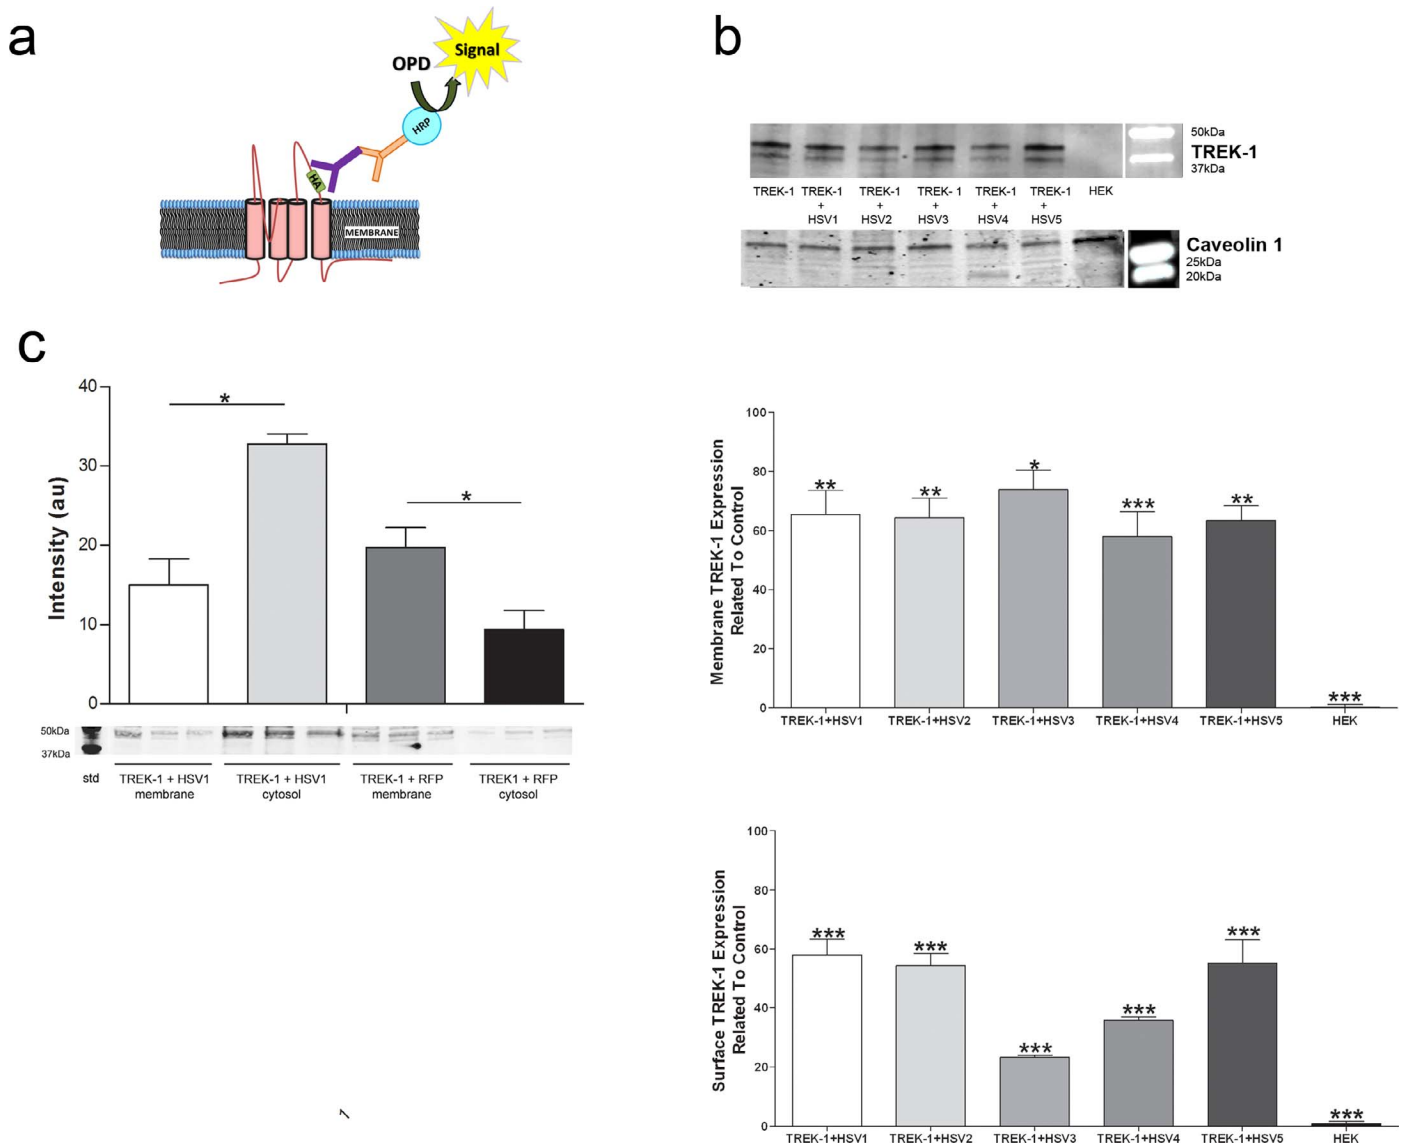 a
OPD
Signal
HRP
HA
MEMBRANE
b
50kDa
TREK-1
37kDa
TREK-1 TREK-1 TREK-1 TREK- 1 TREK-1 TREK-1 HEK
+ + + + +
HSV1 HSV2 HSV3 HSV4 HSV5
Caveolin 1
25kDa
20kDa
c
Intensity (au)
40
30
20
10
0
*
*
50kDa
37kDa
std
TREK-1 + HSV1 TREK-1 + HSV1 TREK-1 + RFP TREK1 + RFP
membrane cytosol membrane cytosol
Membrane TREK-1 Expression
Related To Control
100
80
60
40
20
0
** ** * *** ** ***
TREK-1+HSV1 TREK-1+HSV2 TREK-1+HSV3 TREK-1+HSV4 TREK-1+HSV5 HEK
Surface TREK-1 Expression
Related To Control
100
80
60
40
20
0
*** *** *** *** *** ***
TREK-1+HSV1 TREK-1+HSV2 TREK-1+HSV3 TREK-1+HSV4 TREK-1+HSV5 HEK
1